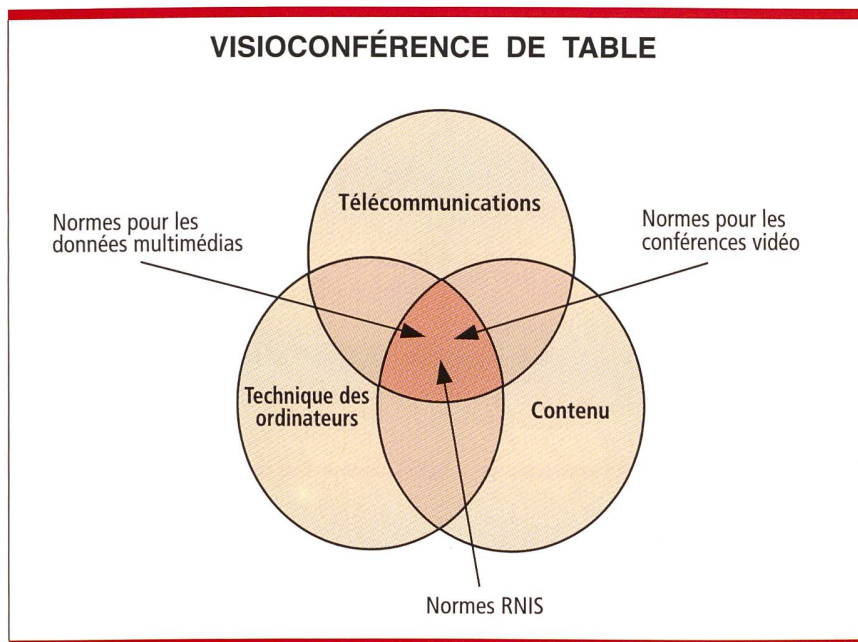 VISIOCONFÉRENCE DE TABLE
Télécommunications
Normes pour les
données multimédias
Normes pour les
conférences vidéo
Technique des
ordinateurs
Contenu
Normes RNIS